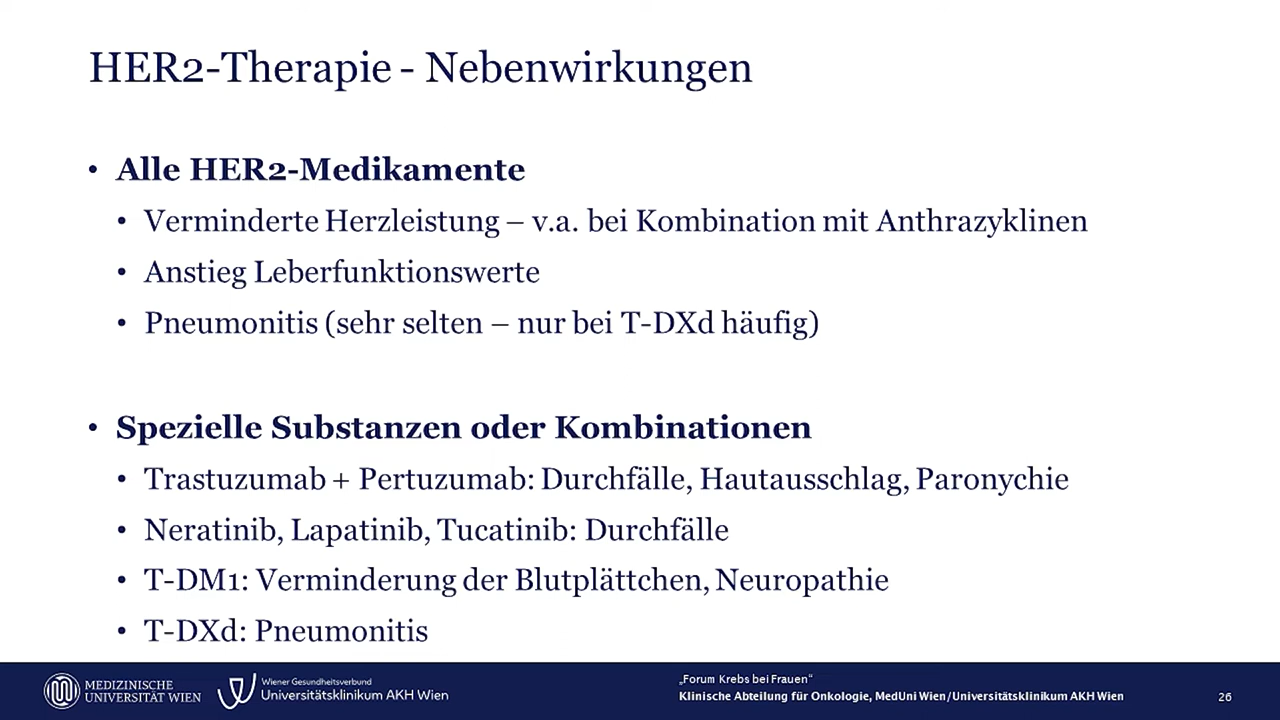 HER2-Therapie - Nebenwirkungen
• Alle HER2-Medikamente
• Verminderte Herzleistung – v.a. bei Kombination mit Anthrazyklinen
• Anstieg Leberfunktionswerte
• Pneumonitis (sehr selten – nur bei T-DXd häufig)
• Spezielle Substanzen oder Kombinationen
• Trastuzumab + Pertuzumab: Durchfälle, Hautausschlag, Paronychie
• Neratinib, Lapatinib, Tucatinib: Durchfälle
• T-DM1: Verminderung der Blutplättchen, Neuropathie
• T-DXd: Pneumonitis
MEDIZINISCHE
UNIVERSITÄT WIEN
Wiener Gesundheitsverbund
Universitätsklinikum AKH Wien
„Forum Krebs bei Frauen“
Klinische Abteilung für Onkologie, MedUni Wien/Universitätsklinikum AKH Wien
26